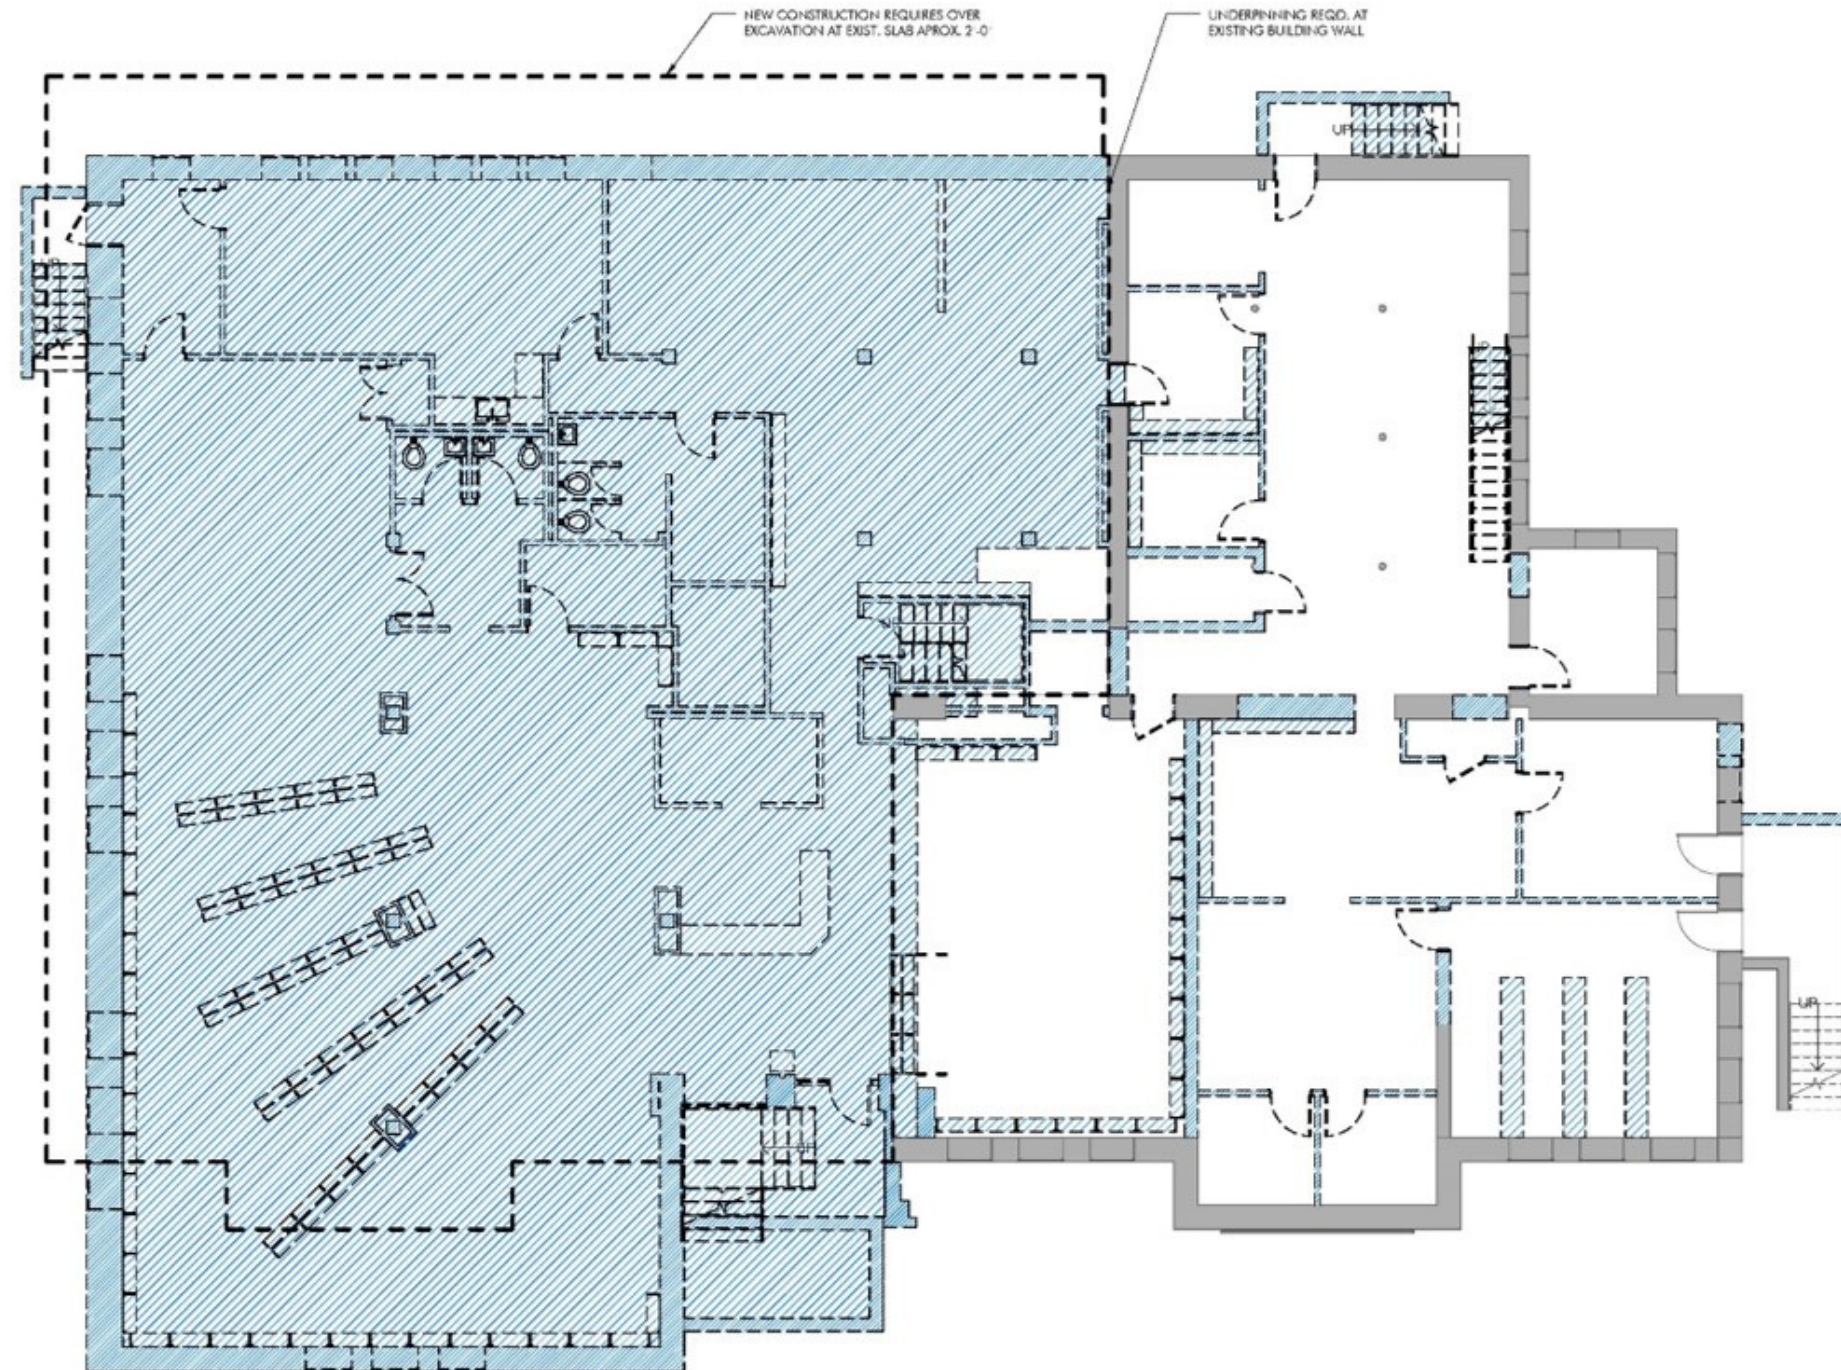 NEW CONSTRUCTION REQUIRES OVER
EXCAVATION AT EXIST. SLAB APROX. 2'-0"
UNDERPINNING REQD. AT
EXISTING BUILDING WALL
UP
UP
UP
UP